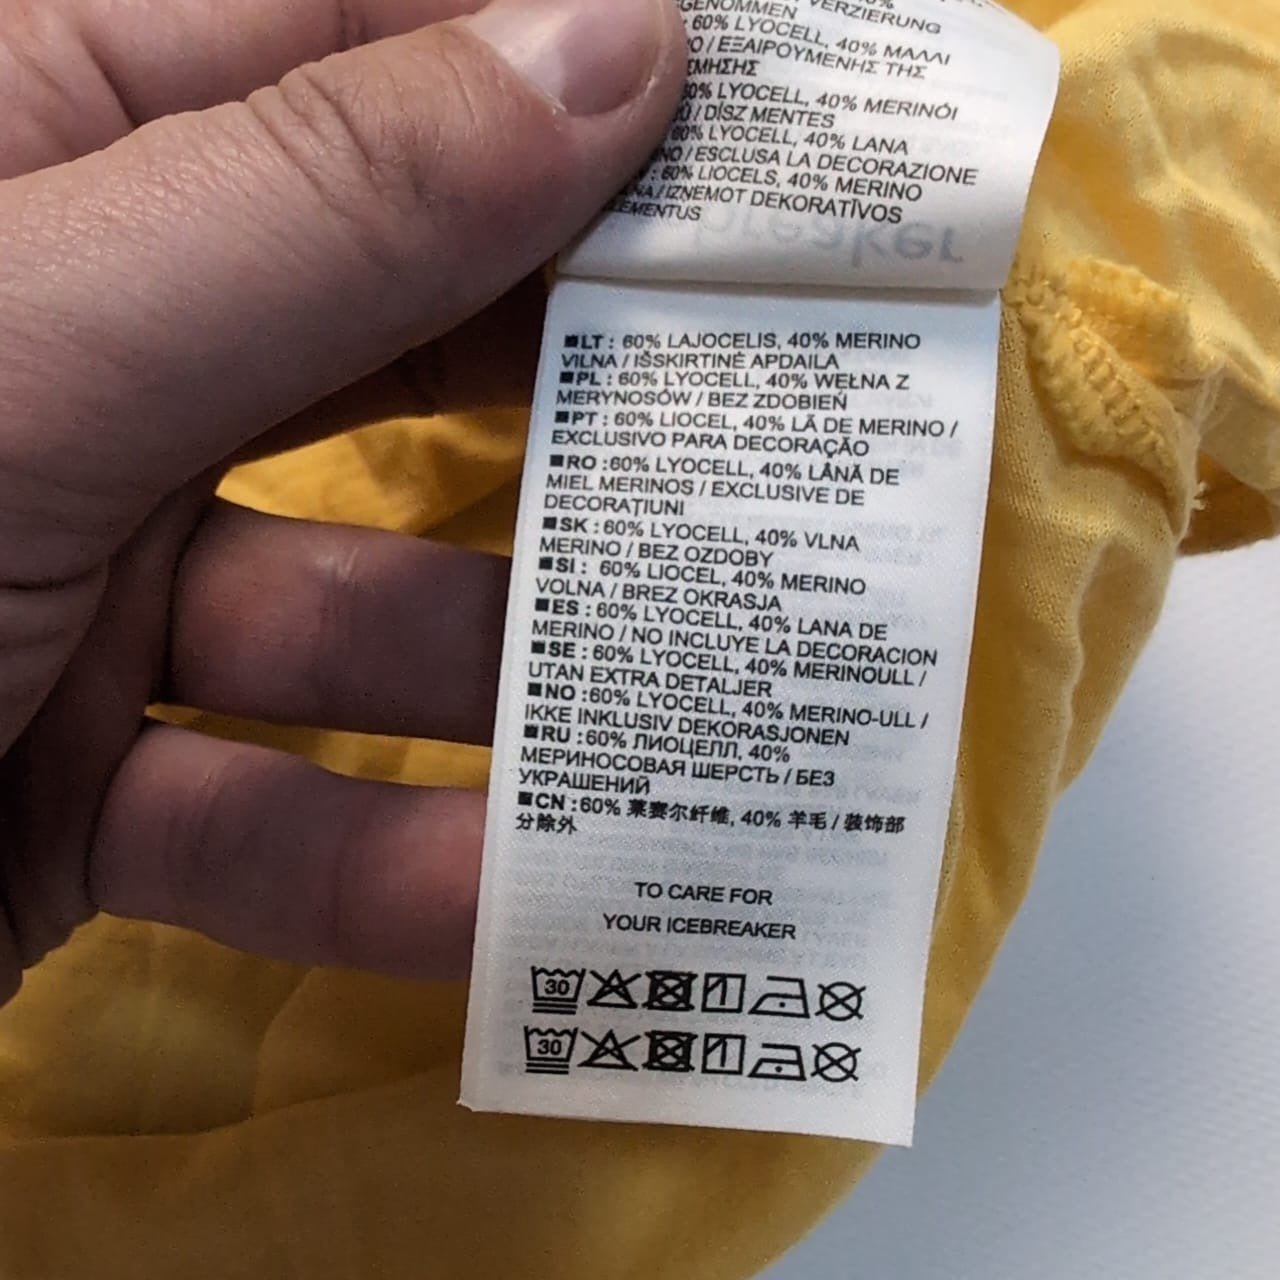 GENOMMEN
VERZIERUNG
60% LYOCELL, 40% ΜΑΛΛΙ
/ ΕΞΑΙΡΟΥΜΕΝΗΣ ΤΗΣ
60% LYOCELL, 40% MERINÓI
/ DÍSZ MENTES
60% LYOCELL, 40% LANA
/ ESCLUSA LA DECORAZIONE
: 60% LIOCELS, 40% MERINO
/ IZŅEMOT DEKORATĪVOS
breaker
■LT : 60% LAJOCELIS, 40% MERINO
VILNA / IŠSKIRTINĖ APDAILA
■PL : 60% LYOCELL, 40% WEŁNA Z
MERYNOSÓW / BEZ ZDOBIEŃ
■PT : 60% LIOCEL, 40% LÃ DE MERINO /
EXCLUSIVO PARA DECORAÇÃO
■RO :60% LYOCELL, 40% LÂNĂ DE
MIEL MERINOS / EXCLUSIVE DE
DECORAȚIUNI
■SK :60% LYOCELL, 40% VLNA
MERINO / BEZ OZDOBY
■SI : 60% LIOCEL, 40% MERINO
VOLNA / BREZ OKRASJA
■ES : 60% LYOCELL, 40% LANA DE
MERINO / NO INCLUYE LA DECORACION
■SE : 60% LYOCELL, 40% MERINOULL /
UTAN EXTRA DETALJER
■NO :60% LYOCELL, 40% MERINO-ULL /
IKKE INKLUSIV DEKORASJONEN
■RU :60% ЛИОЦЕЛЛ, 40%
МЕРИНОСОВАЯ ШЕРСТЬ / БЕЗ
УКРАШЕНИЙ
■CN :60% 莱赛尔纤维, 40% 羊毛 / 装饰部
分除外
TO CARE FOR
YOUR ICEBREAKER
30
30